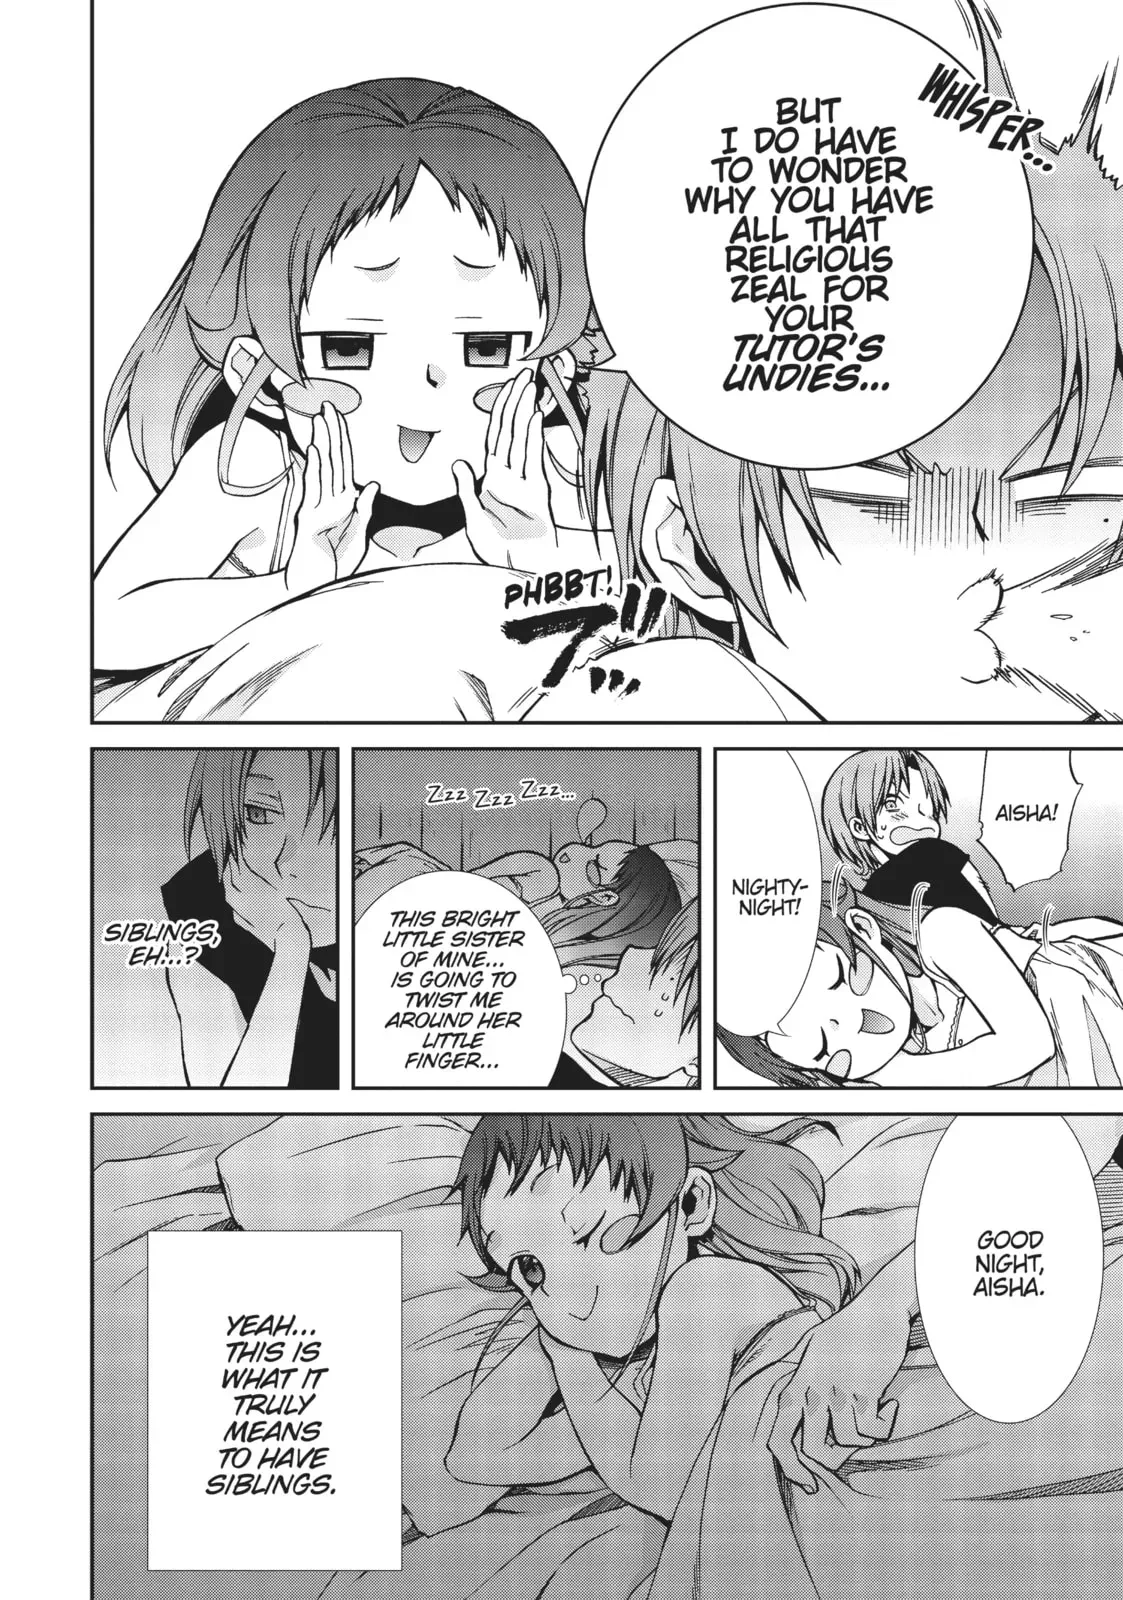 WHISPER...
BUT
I DO HAVE
TO WONDER
WHY YOU HAVE
ALL THAT
RELIGIOUS
ZEAL FOR
YOUR
TUTOR'S
UNDIES...
PHBBT!
ブッ
AISHA!
NIGHTY-
NIGHT!
Zzz Zzz Zzz...
THIS BRIGHT
LITTLE SISTER
OF MINE...
...IS GOING TO
TWIST ME
AROUND HER
LITTLE
FINGER...
SIBLINGS,
EH...?
GOOD
NIGHT,
AISHA.
YEAH...
THIS IS
WHAT IT
TRULY
MEANS
TO HAVE
SIBLINGS.